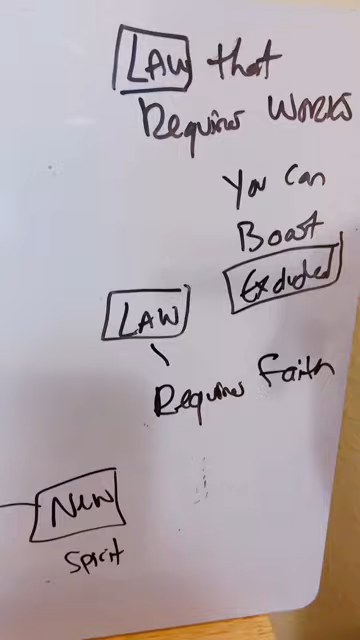 LAW that
Requires Works
You can
Boast
Excluded
LAW
Requires Faith
New
Spirit